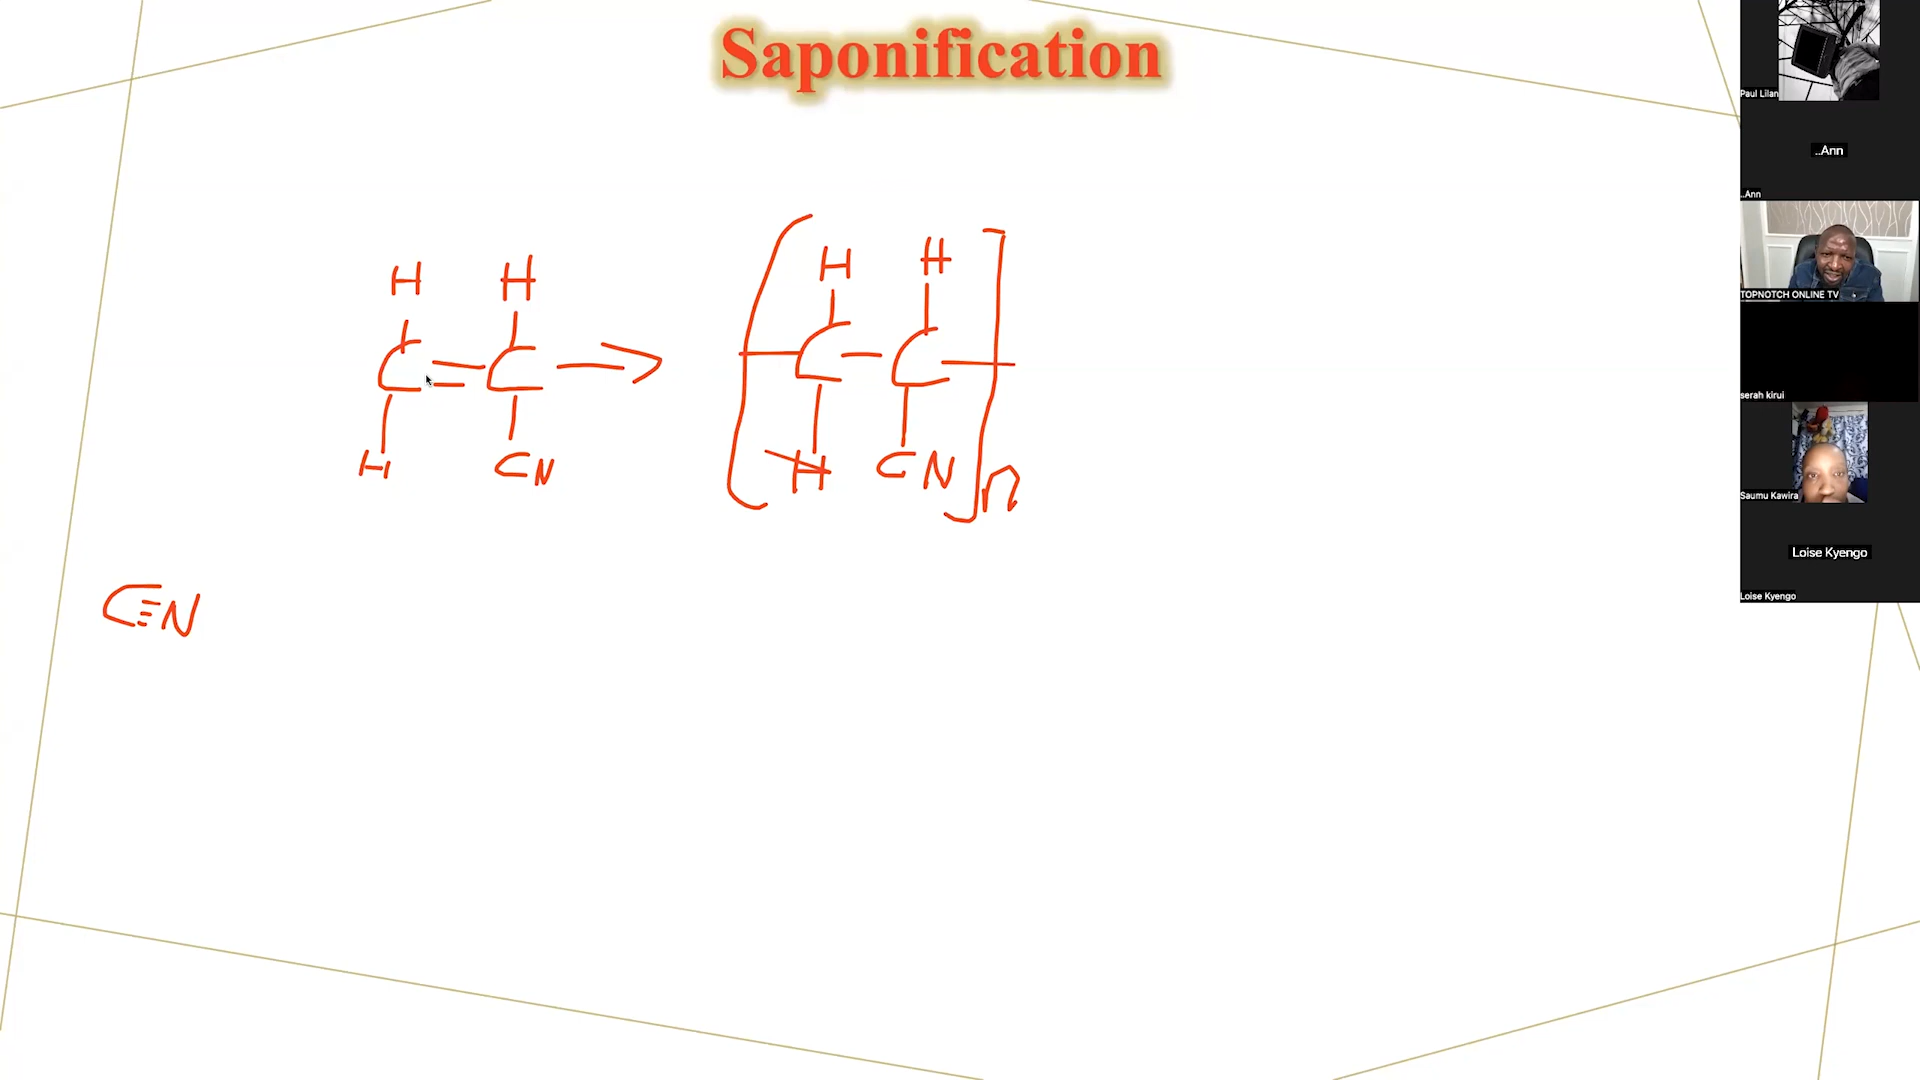 Saponification
H H
C = C →
H CN
H H
[ - C - C - ]n
H CN
C≡N
Paul Lilan
..Ann
..Ann
TOPNOTCH ONLINE TV
serah kirui
Saumu Kawira
Loise Kyengo
Loise Kyengo